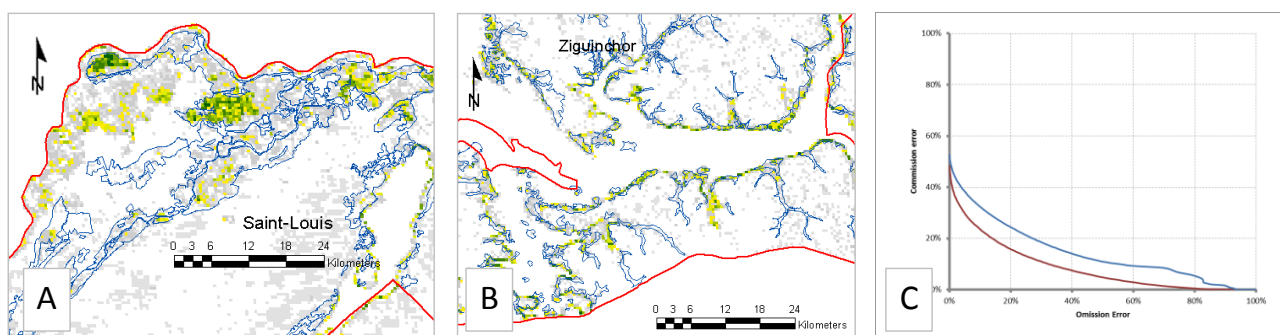 N
Saint-Louis
0 3 6 12 18 24
Kilometers
A
Ziguinchor
N
0 3 6 12 18 24
Kilometers
B
100%
80%
60%
40%
20%
0%
Commission error
0% 20% 40% 60% 80% 100%
Omission Error
C